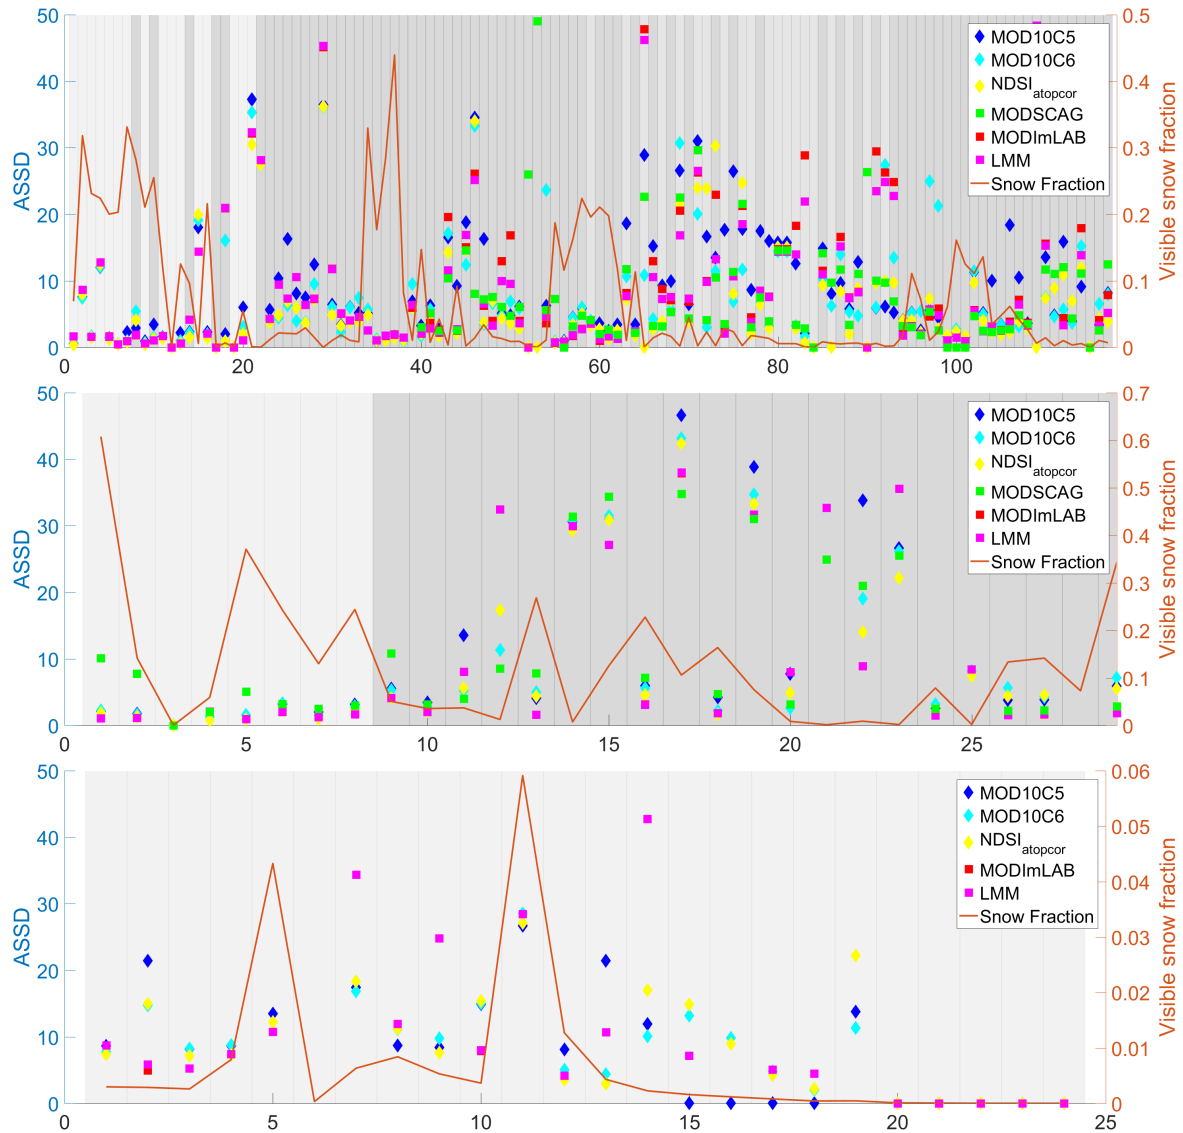 50
40
30
20
10
0
ASSD
0
20
40
60
80
100
0.5
0.4
0.3
0.2
0.1
0
Visible snow fraction
MOD10C5
MOD10C6
NDSIatopcor
MODSCAG
MODImLAB
LMM
Snow Fraction
50
40
30
20
10
0
ASSD
0
5
10
15
20
25
0.7
0.6
0.5
0.4
0.3
0.2
0.1
0
Visible snow fraction
MOD10C5
MOD10C6
NDSIatopcor
MODSCAG
MODImLAB
LMM
Snow Fraction
50
40
30
20
10
0
ASSD
0
5
10
15
20
25
0.06
0.05
0.04
0.03
0.02
0.01
0
Visible snow fraction
MOD10C5
MOD10C6
NDSIatopcor
MODImLAB
LMM
Snow Fraction